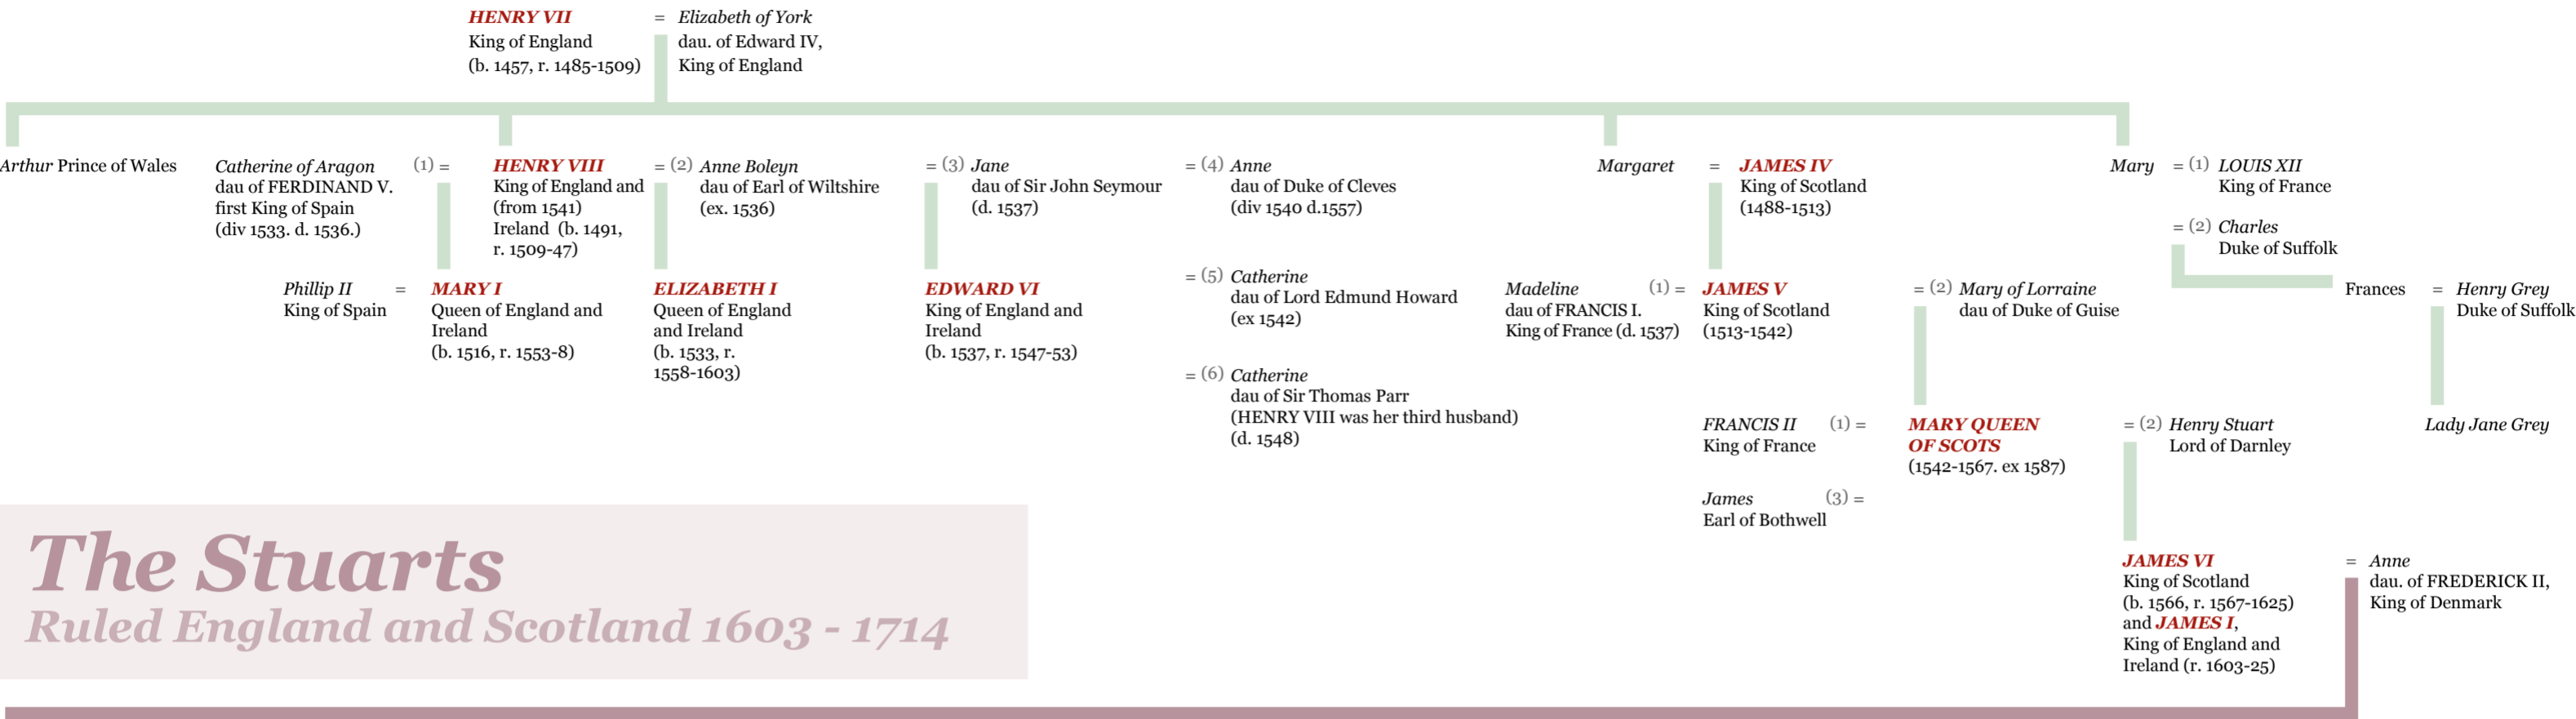 HENRY VII
King of England
(b. 1457, r. 1485-1509)
= Elizabeth of York
dau. of Edward IV,
King of England
Arthur Prince of Wales
Catherine of Aragon (1) =
dau of FERDINAND V.
first King of Spain
(div 1533. d. 1536.)
HENRY VIII
King of England and
(from 1541)
Ireland (b. 1491,
r. 1509-47)
= (2) Anne Boleyn
dau of Earl of Wiltshire
(ex. 1536)
= (3) Jane
dau of Sir John Seymour
(d. 1537)
= (4) Anne
dau of Duke of Cleves
(div 1540 d.1557)
= (5) Catherine
dau of Lord Edmund Howard
(ex 1542)
= (6) Catherine
dau of Sir Thomas Parr
(HENRY VIII was her third husband)
(d. 1548)
Margaret =
JAMES IV
King of Scotland
(1488-1513)
Mary = (1) LOUIS XII
King of France
= (2) Charles
Duke of Suffolk
Phillip II =
King of Spain
MARY I
Queen of England and
Ireland
(b. 1516, r. 1553-8)
ELIZABETH I
Queen of England
and Ireland
(b. 1533, r.
1558-1603)
EDWARD VI
King of England and
Ireland
(b. 1537, r. 1547-53)
Madeline (1) =
dau of FRANCIS I.
King of France (d. 1537)
JAMES V
King of Scotland
(1513-1542)
= (2) Mary of Lorraine
dau of Duke of Guise
Frances = Henry Grey
Duke of Suffolk
FRANCIS II (1) =
King of France
James (3) =
Earl of Bothwell
MARY QUEEN
OF SCOTS
(1542-1567. ex 1587)
= (2) Henry Stuart
Lord of Darnley
Lady Jane Grey
JAMES VI
King of Scotland
(b. 1566, r. 1567-1625)
and JAMES I,
King of England and
Ireland (r. 1603-25)
= Anne
dau. of FREDERICK II,
King of Denmark
The Stuarts
Ruled England and Scotland 1603 - 1714